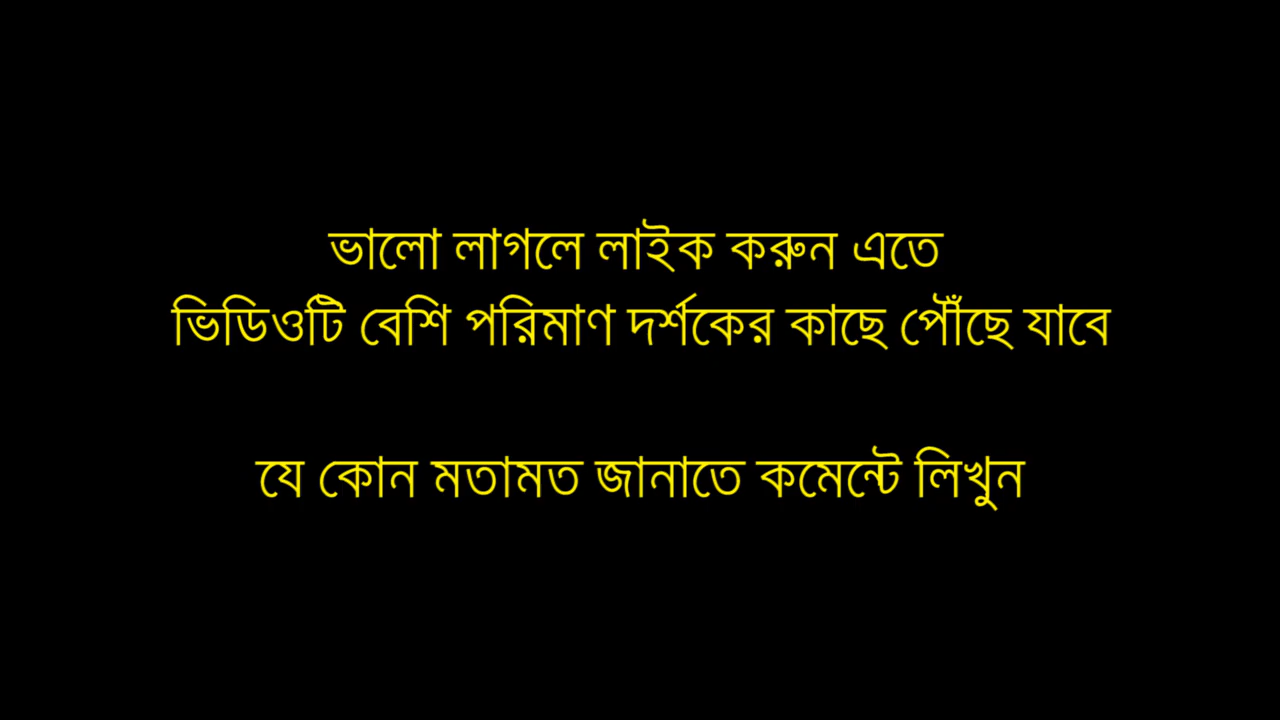 ভালো লাগলে লাইক করুন এতে
ভিডিওটি বেশি পরিমাণ দর্শকের কাছে পৌঁছে যাবে
যে কোন মতামত জানাতে কমেন্টে লিখুন